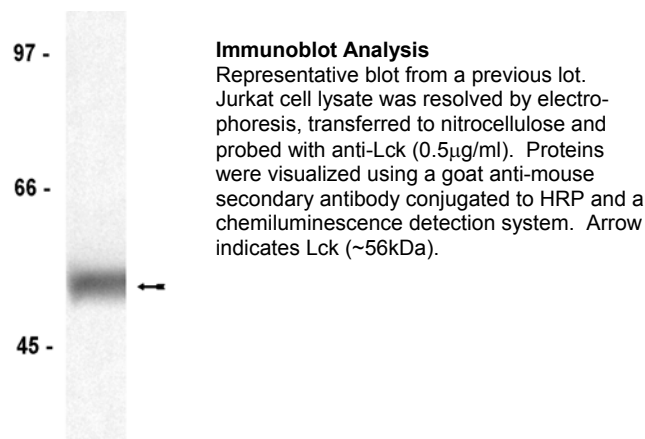 97 -
66 -
45 -
Immunoblot Analysis
Representative blot from a previous lot.
Jurkat cell lysate was resolved by electro-
phoresis, transferred to nitrocellulose and
probed with anti-Lck (0.5μg/ml).  Proteins
were visualized using a goat anti-mouse
secondary antibody conjugated to HRP and a
chemiluminescence detection system.  Arrow
indicates Lck (~56kDa).